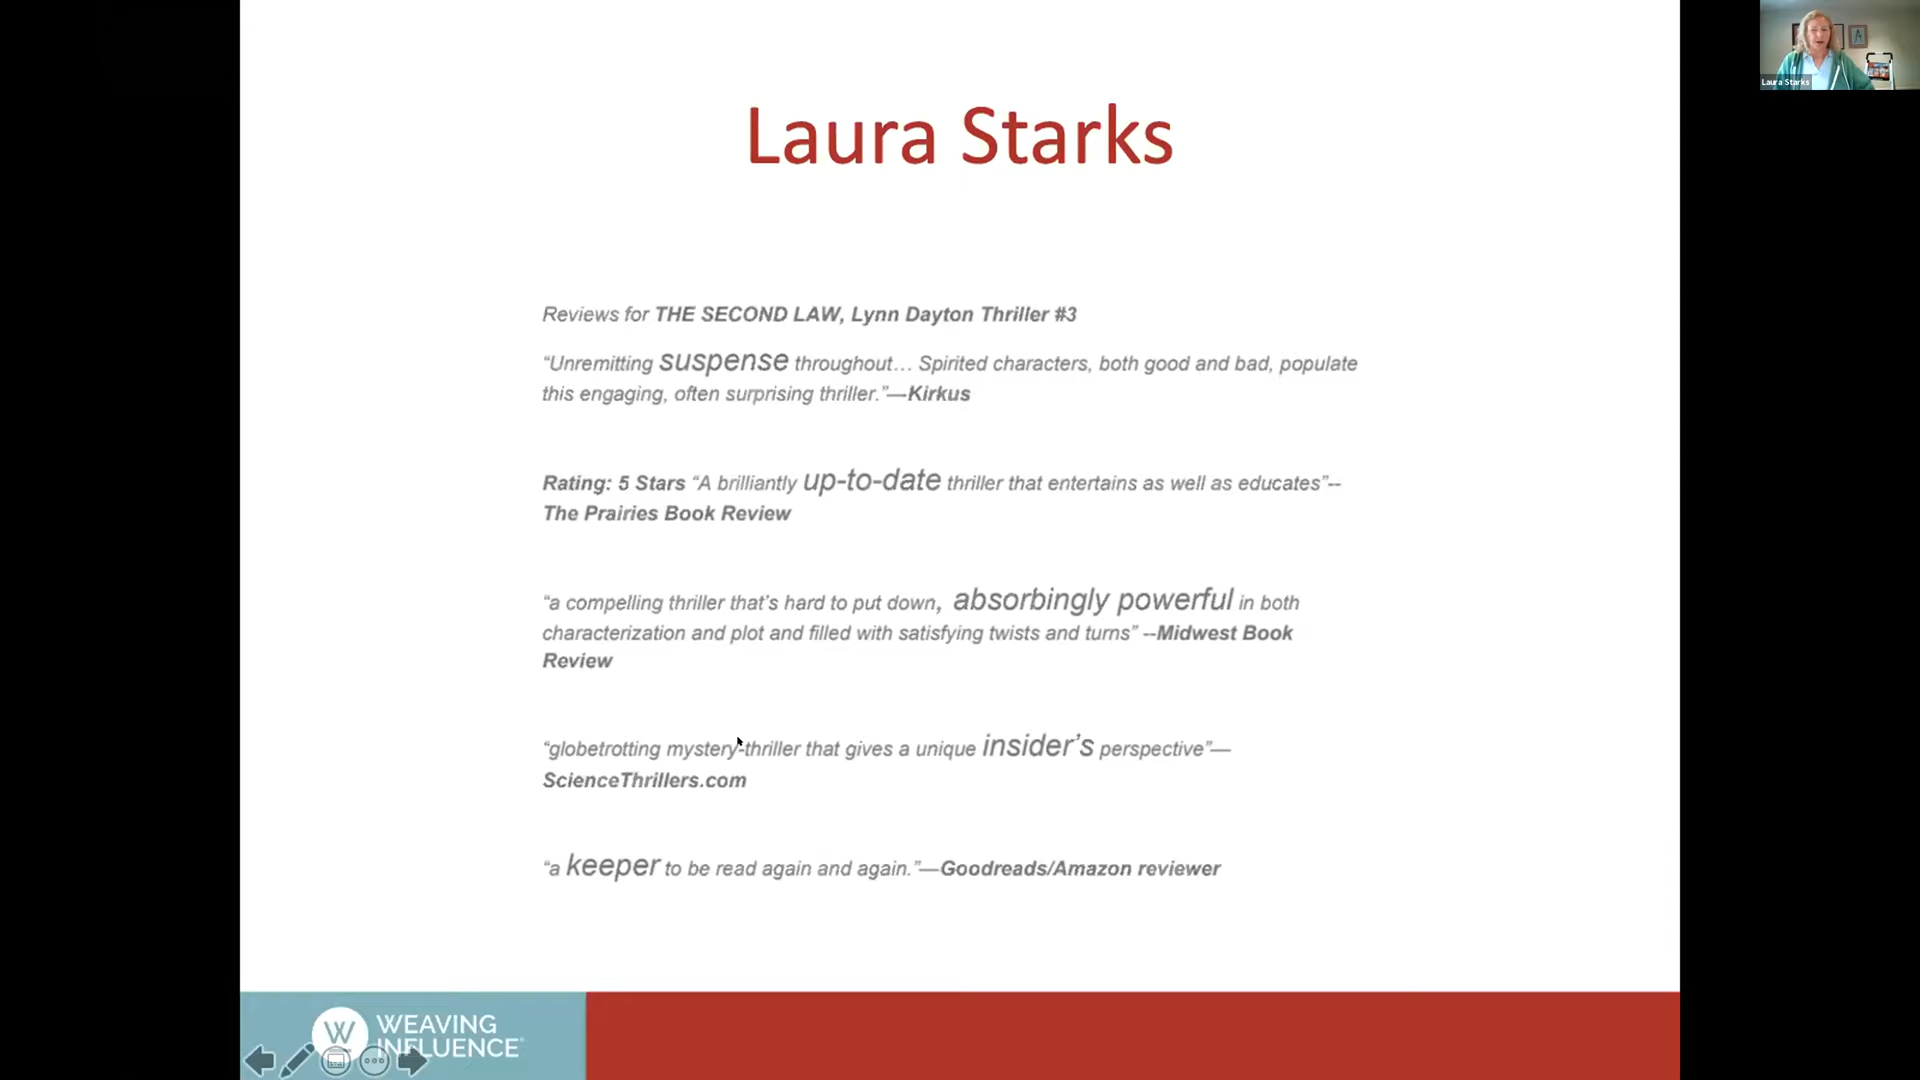 Laura Starks
Laura Starks
Reviews for THE SECOND LAW, Lynn Dayton Thriller #3
“Unremitting suspense throughout… Spirited characters, both good and bad, populate
this engaging, often surprising thriller.”—Kirkus
Rating: 5 Stars “A brilliantly up-to-date thriller that entertains as well as educates”--
The Prairies Book Review
“a compelling thriller that’s hard to put down, absorbingly powerful in both
characterization and plot and filled with satisfying twists and turns” --Midwest Book
Review
“globetrotting mystery-thriller that gives a unique insider’s perspective”—
ScienceThrillers.com
“a keeper to be read again and again.”—Goodreads/Amazon reviewer
W WEAVING
INFLUENCE®